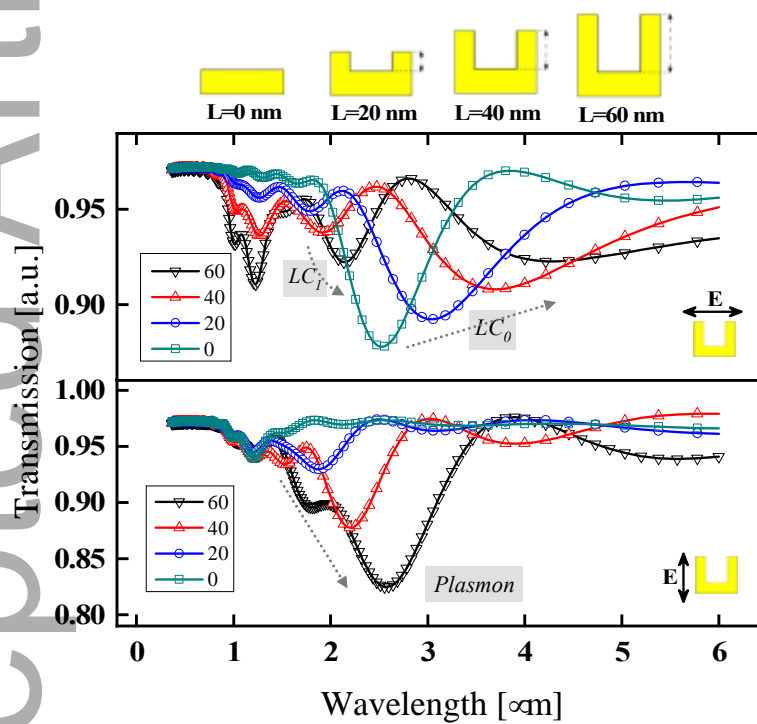 L=0 nm
L=20 nm
L=40 nm
L=60 nm
0.95
0.90
60
40
20
0
LC_I
LC_0
E
1.00
0.95
0.90
0.85
0.80
60
40
20
0
Plasmon
E
0 1 2 3 4 5 6
Transmission [a.u.]
Wavelength [∝m]